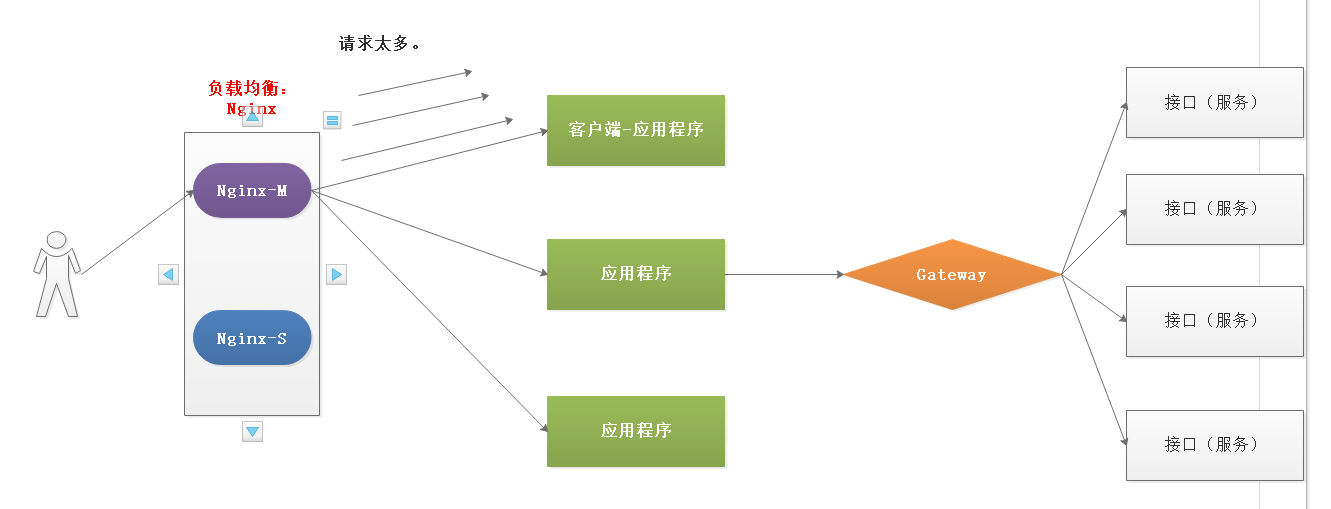 请求太多。
负载均衡：
Nginx
Nginx-M
Nginx-S
客户端-应用程序
应用程序
应用程序
Gateway
接口（服务）
接口（服务）
接口（服务）
接口（服务）